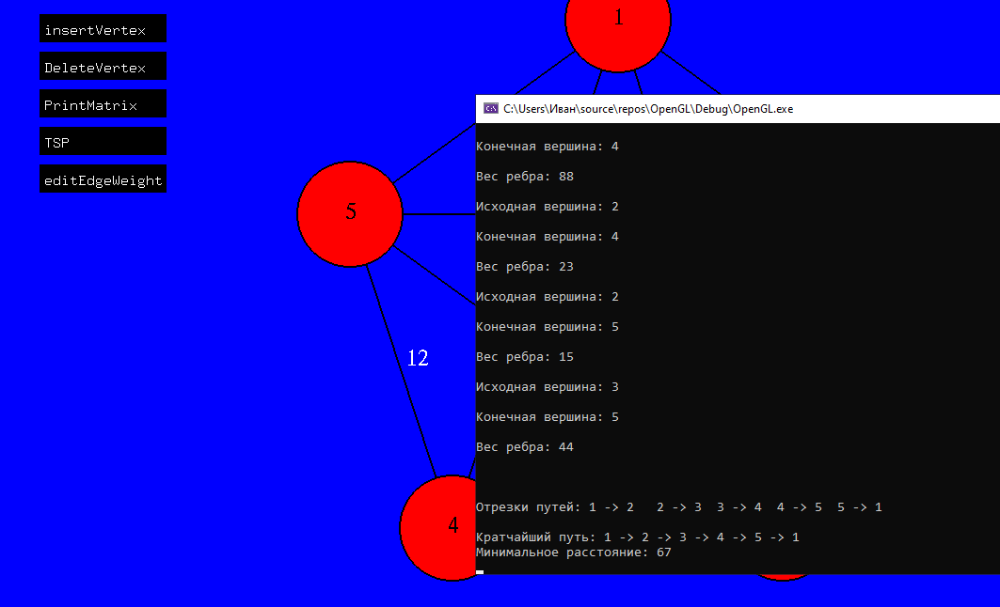 insertVertex
DeleteVertex
PrintMatrix
TSP
editEdgeWeight
1
5
12
4
C:\Users\Иван\source\repos\OpenGL\Debug\OpenGL.exe
Конечная вершина: 4
Вес ребра: 88
Исходная вершина: 2
Конечная вершина: 4
Вес ребра: 23
Исходная вершина: 2
Конечная вершина: 5
Вес ребра: 15
Исходная вершина: 3
Конечная вершина: 5
Вес ребра: 44
Отрезки путей: 1 -> 2   2 -> 3  3 -> 4  4 -> 5  5 -> 1
Кратчайший путь: 1 -> 2 -> 3 -> 4 -> 5 -> 1
Минимальное расстояние: 67